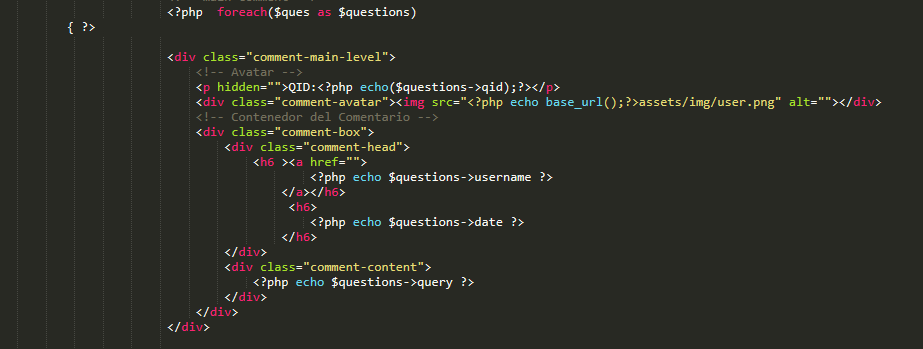 <?php  foreach($ques as $questions)
{ ?>
<div class="comment-main-level">
<!-- Avatar -->
<p hidden="">QID:<?php echo($questions->qid);?></p>
<div class="comment-avatar"><img src="<?php echo base_url();?>assets/img/user.png" alt=""></div>
<!-- Contenedor del Comentario -->
<div class="comment-box">
<div class="comment-head">
<h6 ><a href="">
<?php echo $questions->username ?>
</a></h6>
<h6>
<?php echo $questions->date ?>
</h6>
</div>
<div class="comment-content">
<?php echo $questions->query ?>
</div>
</div>
</div>